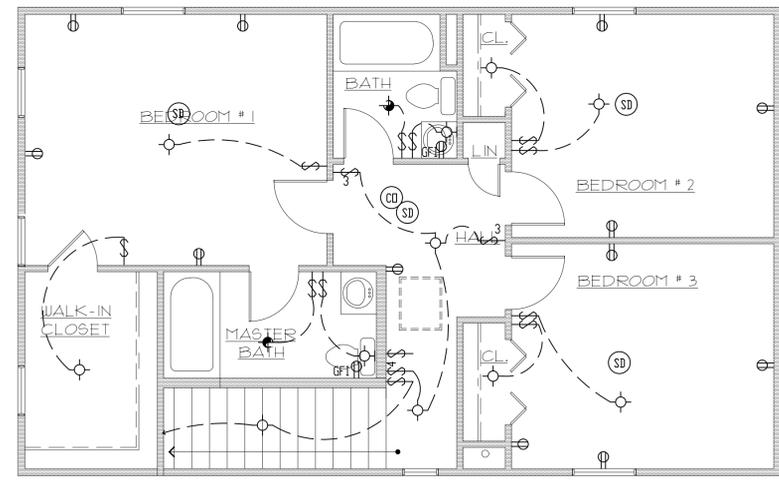 CL.
BATH
SD
SD
BEDROOM # 1
GFI
LIN
3
BEDROOM # 2
CO
SD
3
HALL
BEDROOM # 3
WALK-IN
CLOSET
MASTER
BATH
GFI
4
CL.
SD